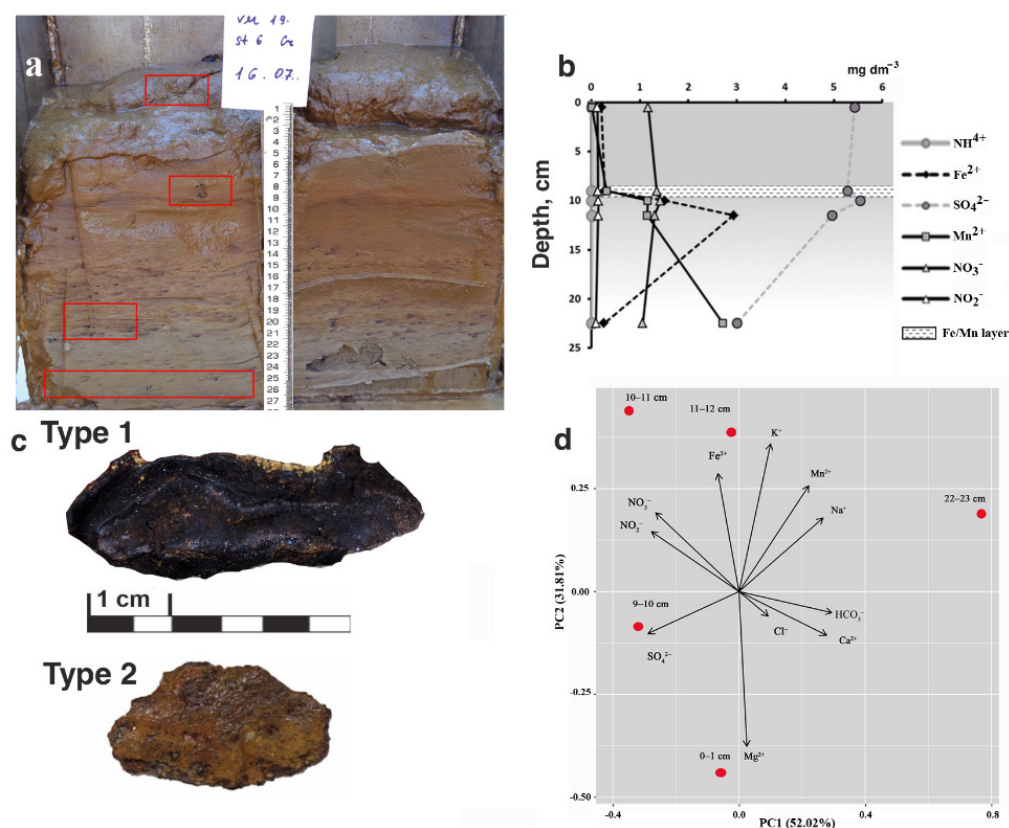 a
vu 19.
st 6
16.07.
1
2
3
4
5
6
7
8
9
10
11
12
13
14
15
16
17
18
19
20
21
22
23
24
25
26
27
b
mg dm⁻³
0 1 2 3 4 5 6
0
5
10
15
20
25
Depth, cm
NH⁴⁺
Fe²⁺
SO₄²⁻
Mn²⁺
NO₃⁻
NO₂⁻
Fe/Mn layer
c Type 1
1 cm
Type 2
d
10–11 cm
11–12 cm
K⁺
Fe²⁺
Mn²⁺
22–23 cm
0.25
NO₃⁻
Na⁺
NO₂⁻
0.00
9–10 cm
HCO₃⁻
Cl⁻
Ca²⁺
SO₄²⁻
-0.25
0–1 cm
Mg²⁺
-0.50
-0.4 0.0 0.4 0.8
PC1 (52.02%)
PC2 (31.81%)